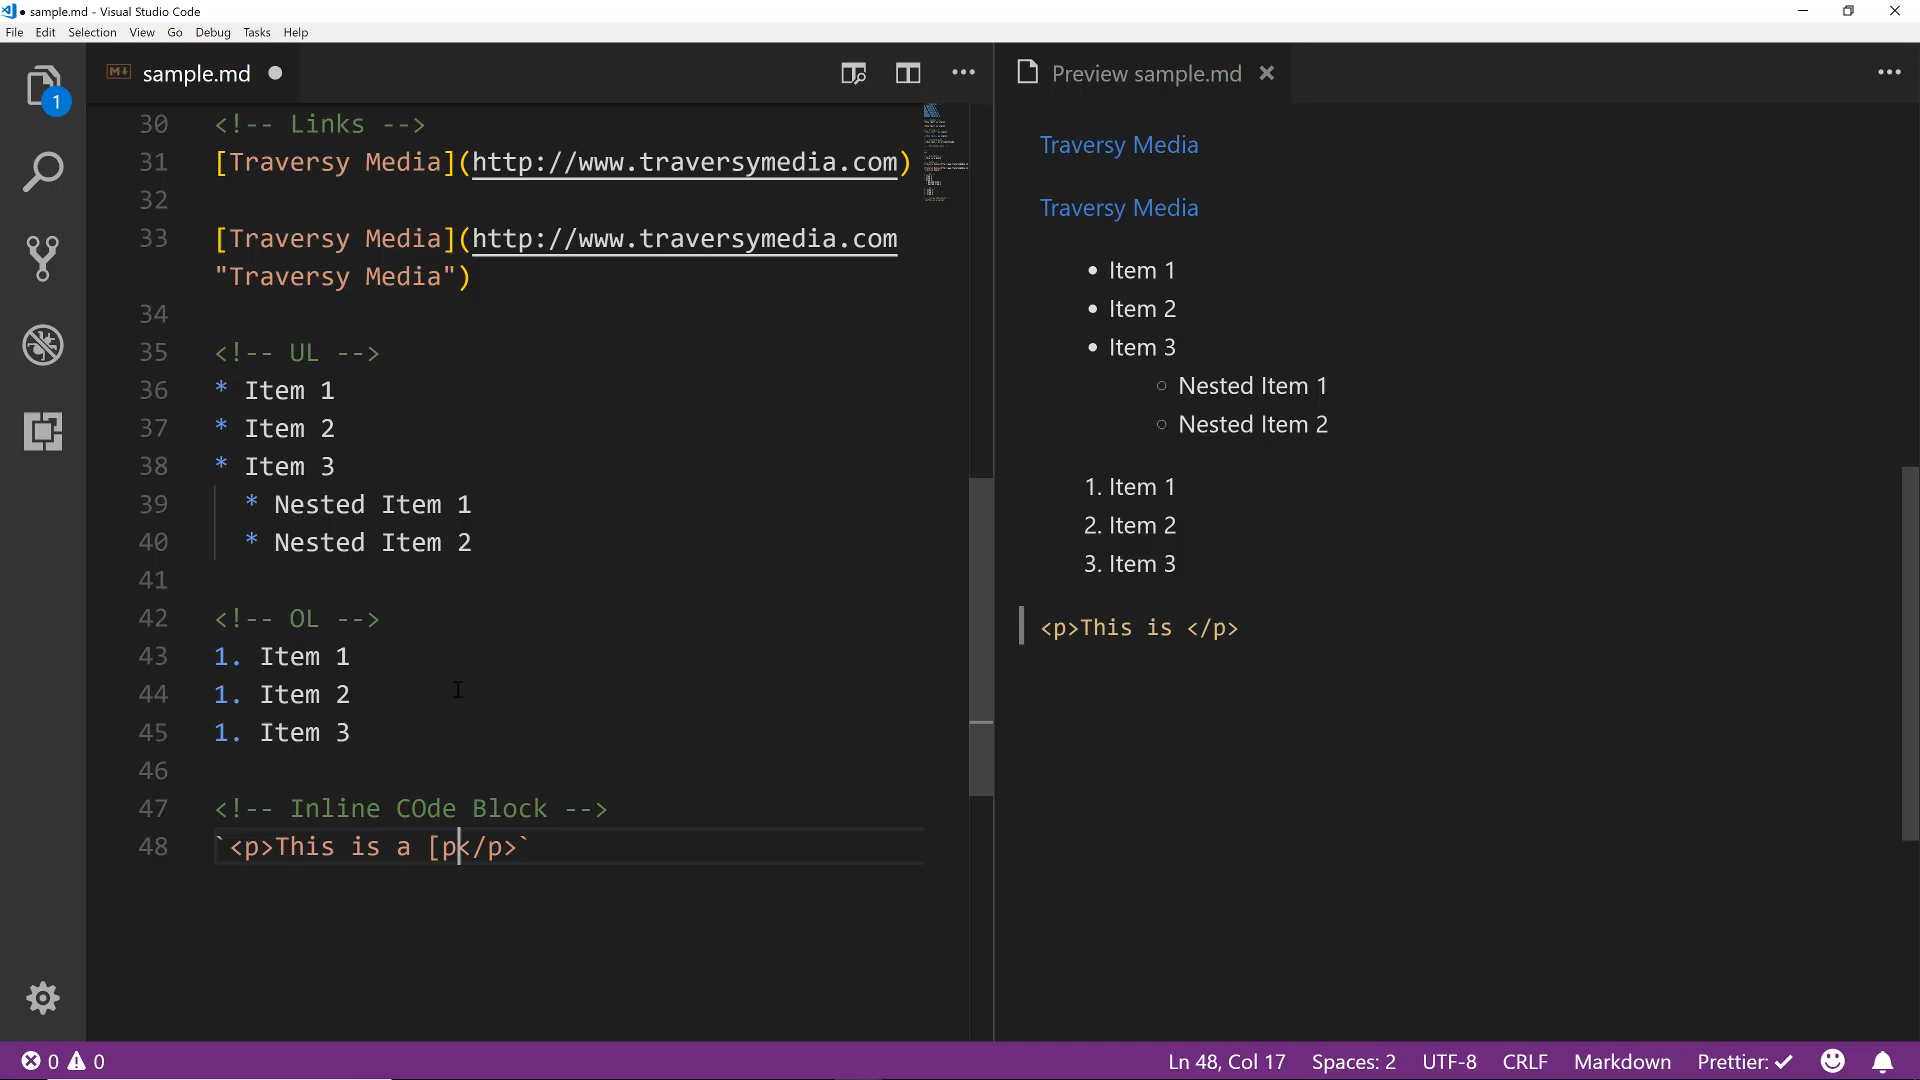 sample.md - Visual Studio Code
File Edit Selection View Go Debug Tasks Help
1
sample.md
Preview sample.md
30 <!-- Links -->
31 [Traversy Media](http://www.traversymedia.com)
32
33 [Traversy Media](http://www.traversymedia.com
"Traversy Media")
34
35 <!-- UL -->
36 * Item 1
37 * Item 2
38 * Item 3
39 * Nested Item 1
40 * Nested Item 2
41
42 <!-- OL -->
43 1. Item 1
44 1. Item 2
45 1. Item 3
46
47 <!-- Inline COde Block -->
48 `<p>This is a [p</p>`
Traversy Media
Traversy Media
Item 1
Item 2
Item 3
Nested Item 1
Nested Item 2
1. Item 1
2. Item 2
3. Item 3
<p>This is </p>
0 0 Ln 48, Col 17 Spaces: 2 UTF-8 CRLF Markdown Prettier: ✓